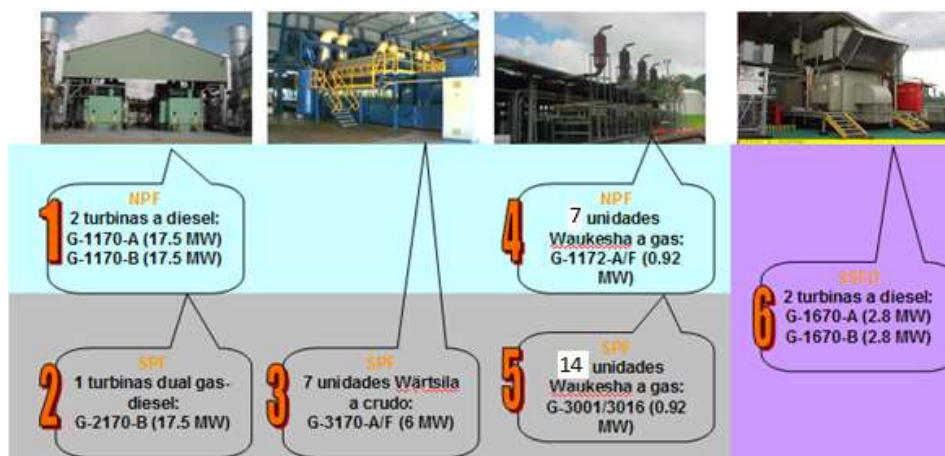 1
NPF
2 turbinas a diesel:
G-1170-A (17.5 MW)
G-1170-B (17.5 MW)
2
SPF
1 turbinas dual gas-
diesel:
G-2170-B (17.5 MW)
3
SPF
7 unidades Wärtsila
a crudo:
G-3170-A/F (6 MW)
4
NPF
7 unidades
Waukesha a gas:
G-1172-A/F (0.92
MW)
5
SPF
14 unidades
Waukesha a gas:
G-3001/3016 (0.92
MW)
6
SSFD
2 turbinas a diesel:
G-1670-A (2.8 MW)
G-1670-B (2.8 MW)